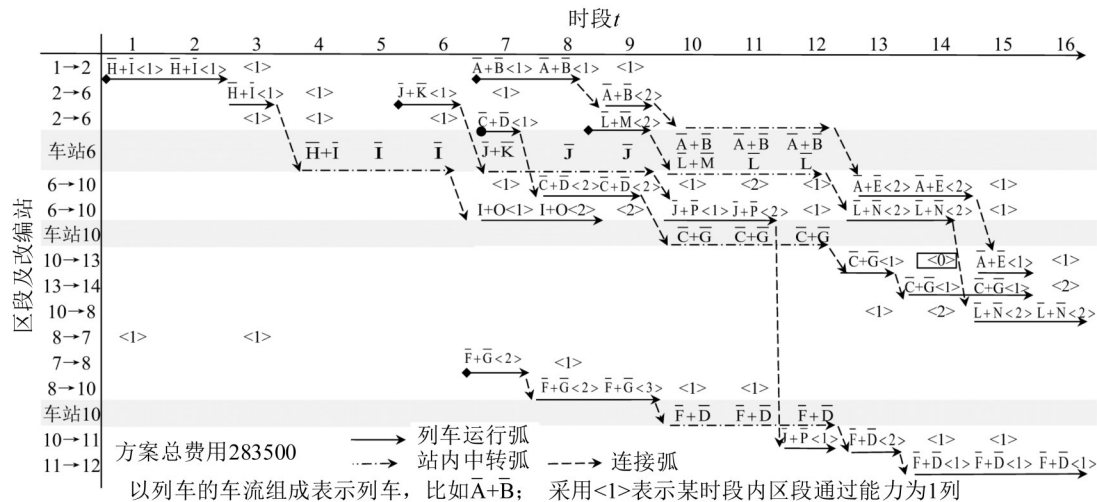 时段t
区段及改编站
1 2 3 4 5 6 7 8 9 10 11 12 13 14 15 16
1→2 H̅+I̅<1> H̅+I̅<1> <1> A̅+B̅<1> A̅+B̅<1> <1>
2→6 H̅+I̅<1> <1> J̅+K̅<1> <1> A̅+B̅<2>
2→6 <1> <1> <1> C̅+D̅<1> L̅+M̅<2>
车站6 H̅+I̅ I̅ I̅ J̅+K̅ J̅ J̅ A̅+B̅ A̅+B̅ A̅+B̅
L̅+M̅ L̅ L̅
6→10 <1> C̅+D̅<2> C̅+D̅<2> <1> <2> <1> A̅+E̅<2> A̅+E̅<2> <1>
6→10 I+O<1> I+O<2> <2> J̅+P̅<1> J̅+P̅<2> <1> L̅+N̅<2> L̅+N̅<2> <1>
车站10 C̅+G̅ C̅+G̅ C̅+G̅
10→13 C̅+G̅<1> <0> A̅+E̅<1> <1>
13→14 C̅+G̅<1> C̅+G̅<1> <2>
10→8 <1> <2> L̅+N̅<2> L̅+N̅<2>
8→7 <1> <1>
7→8 F̅+G̅<2> <1>
8→10 F̅+G̅<2> F̅+G̅<3> <1> <1>
车站10 F̅+D̅ F̅+D̅ F̅+D̅
10→11 J̅+P̅<1> F̅+D̅<2> <1> <1>
11→12 F̅+D̅<1> F̅+D̅<1> F̅+D̅<1>
方案总费用283500
列车运行弧
站内中转弧 连接弧
以列车的车流组成表示列车，比如A̅+B̅； 采用<1>表示某时段内区段通过能力为1列